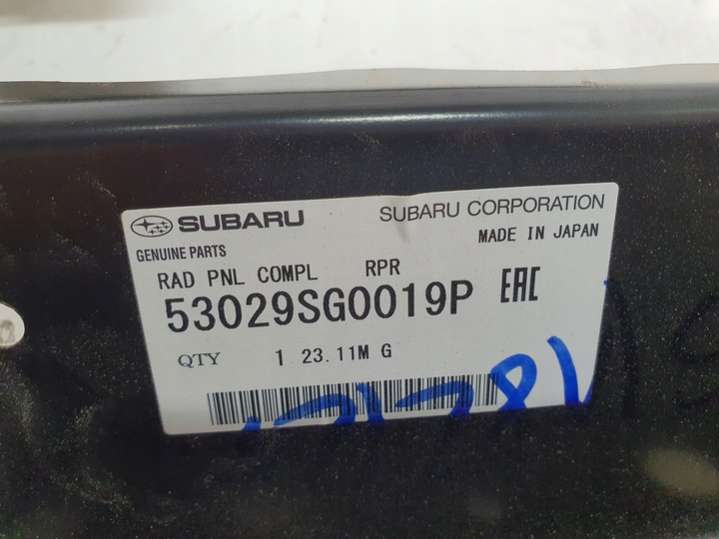 SUBARU SUBARU CORPORATION
GENUINE PARTS MADE IN JAPAN
RAD PNL COMPL RPR
53029SG0019P EAC
QTY 1 23.11M G